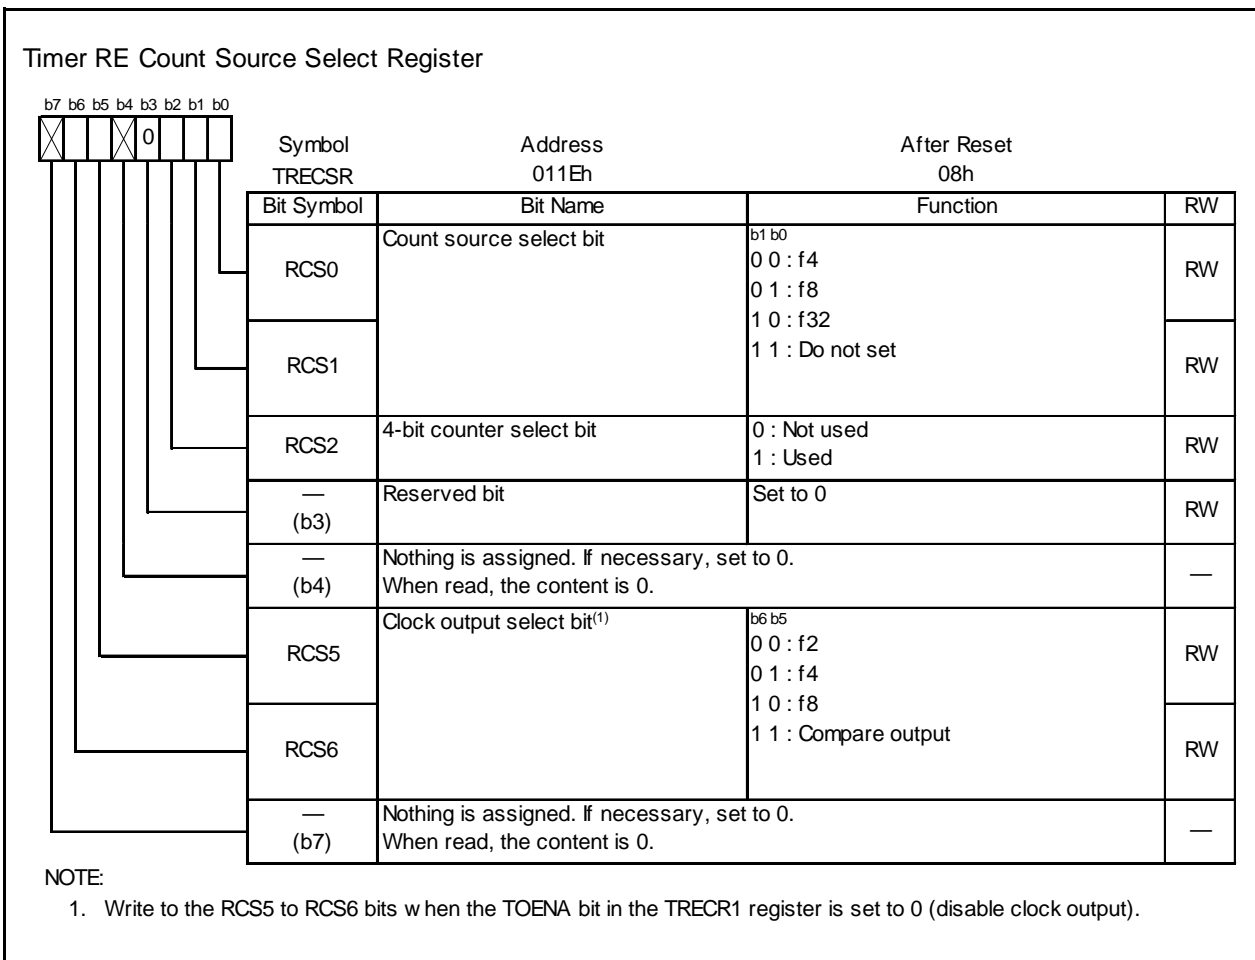 Timer RE Count Source Select Register
b7 b6 b5 b4 b3 b2 b1 b0
0
Symbol Address After Reset
TRECSR 011Eh 08h
Bit Symbol Bit Name Function RW
RCS0 Count source select bit b1 b0 RW
0 0 : f4
0 1 : f8
1 0 : f32
RCS1 1 1 : Do not set RW
RCS2 4-bit counter select bit 0 : Not used RW
1 : Used
— Reserved bit Set to 0 RW
(b3)
— Nothing is assigned. If necessary, set to 0. —
(b4) When read, the content is 0.
RCS5 Clock output select bit(1) b6 b5 RW
0 0 : f2
0 1 : f4
1 0 : f8
RCS6 1 1 : Compare output RW
— Nothing is assigned. If necessary, set to 0. —
(b7) When read, the content is 0.
NOTE:
1. Write to the RCS5 to RCS6 bits when the TOENA bit in the TRECR1 register is set to 0 (disable clock output).